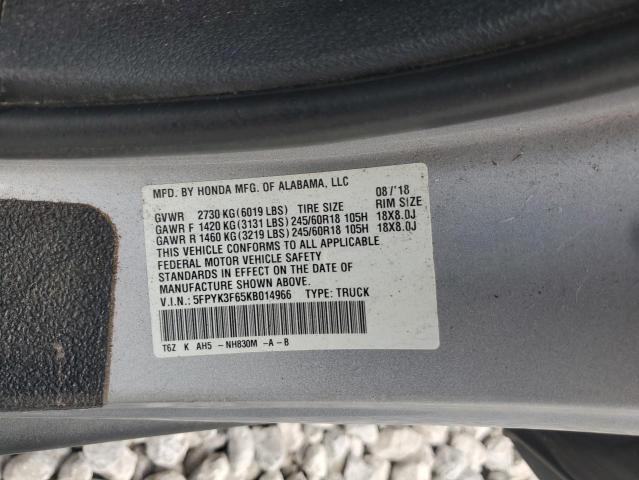 MFD. BY HONDA MFG. OF ALABAMA, LLC 08/'18
GVWR 2730 KG (6019 LBS) TIRE SIZE RIM SIZE
GAWR F 1420 KG (3131 LBS) 245/60R18 105H 18X8.0J
GAWR R 1460 KG (3219 LBS) 245/60R18 105H 18X8.0J
THIS VEHICLE CONFORMS TO ALL APPLICABLE
FEDERAL MOTOR VEHICLE SAFETY
STANDARDS IN EFFECT ON THE DATE OF
MANUFACTURE SHOWN ABOVE.
V.I.N.: 5FPYK3F65KB014966 TYPE: TRUCK
T6Z K AH5 -NH830M -A-B